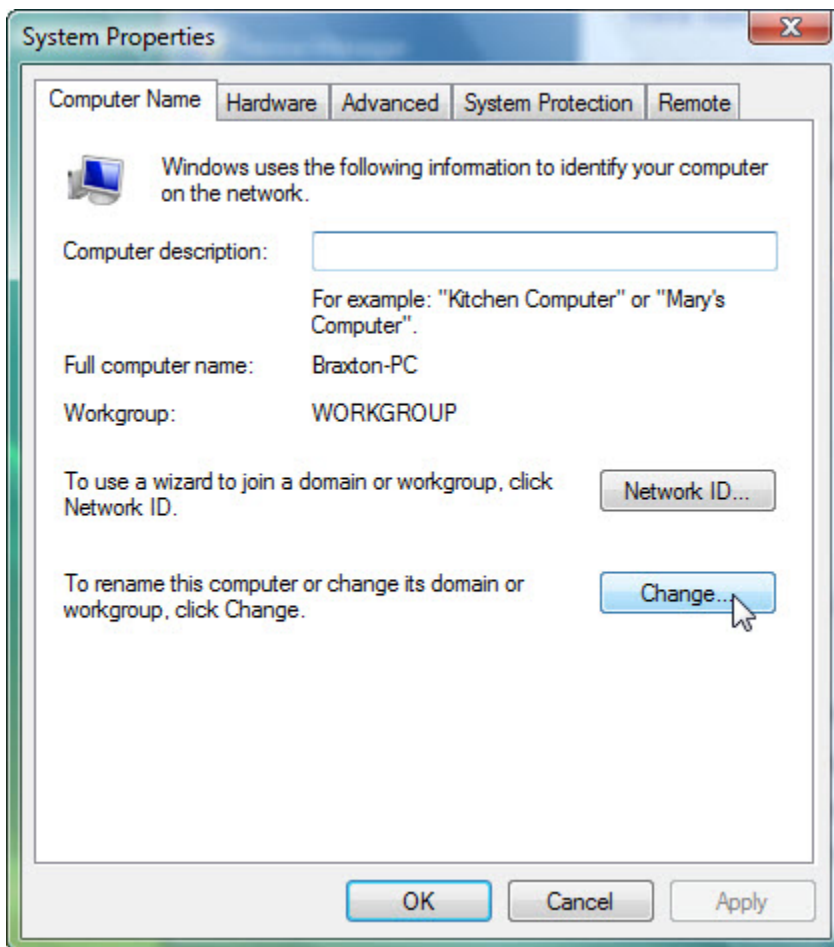 System Properties
Computer Name Hardware Advanced System Protection Remote
Windows uses the following information to identify your computer
on the network.
Computer description:
For example: "Kitchen Computer" or "Mary's
Computer".
Full computer name: Braxton-PC
Workgroup: WORKGROUP
To use a wizard to join a domain or workgroup, click
Network ID.
Network ID...
To rename this computer or change its domain or
workgroup, click Change.
Change...
OK Cancel Apply